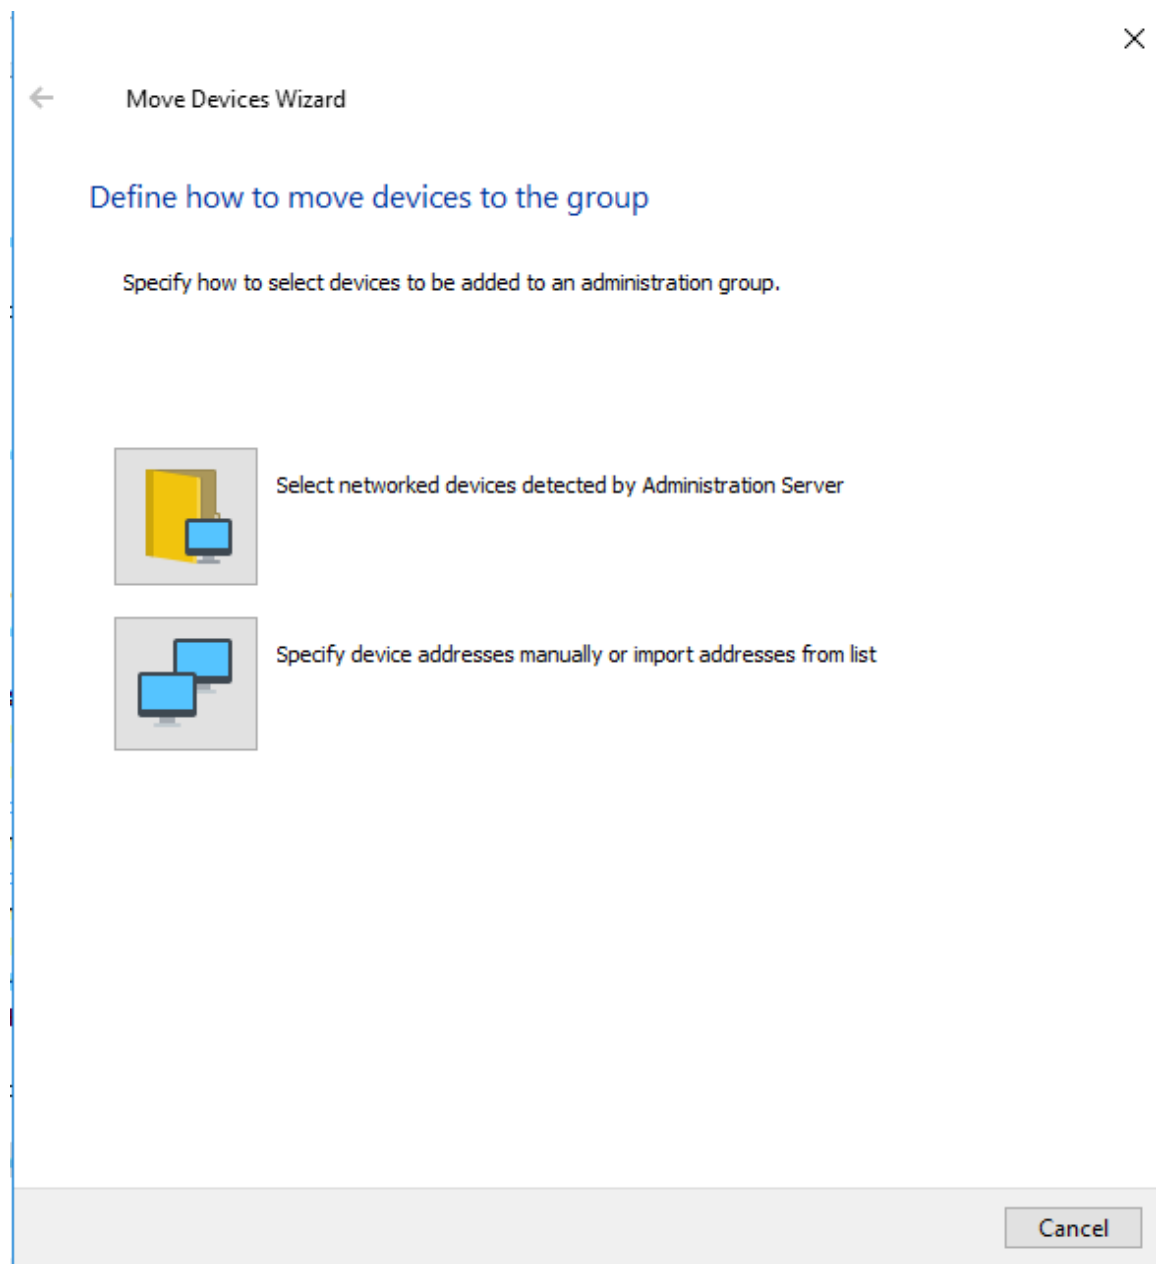 Move Devices Wizard
Define how to move devices to the group
Specify how to select devices to be added to an administration group.
Select networked devices detected by Administration Server
Specify device addresses manually or import addresses from list
Cancel